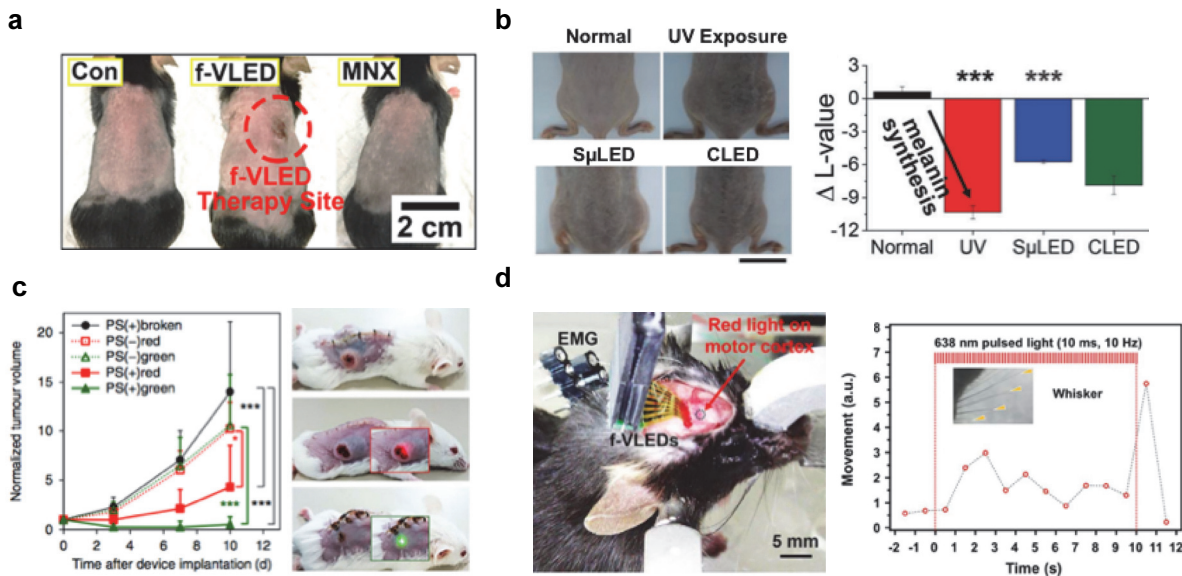 a
Con
f-VLED
MNX
f-VLED
Therapy Site
2 cm
b
Normal
UV Exposure
SμLED
CLED
3
0
-3
-6
-9
-12
Δ L-value
***
***
melanin
synthesis
Normal
UV
SμLED
CLED
c
20
15
10
5
0
Normalized tumour volume
PS(+)broken
PS(−)red
PS(−)green
PS(+)red
PS(+)green
***
*
***
***
0
2
4
6
8
10
12
Time after device implantation (d)
d
EMG
Red light on
motor cortex
f-VLEDs
5 mm
8
7
6
5
4
3
2
1
0
Movement (a.u.)
638 nm pulsed light (10 ms, 10 Hz)
Whisker
-2 -1 0 1 2 3 4 5 6 7 8 9 10 11 12
Time (s)